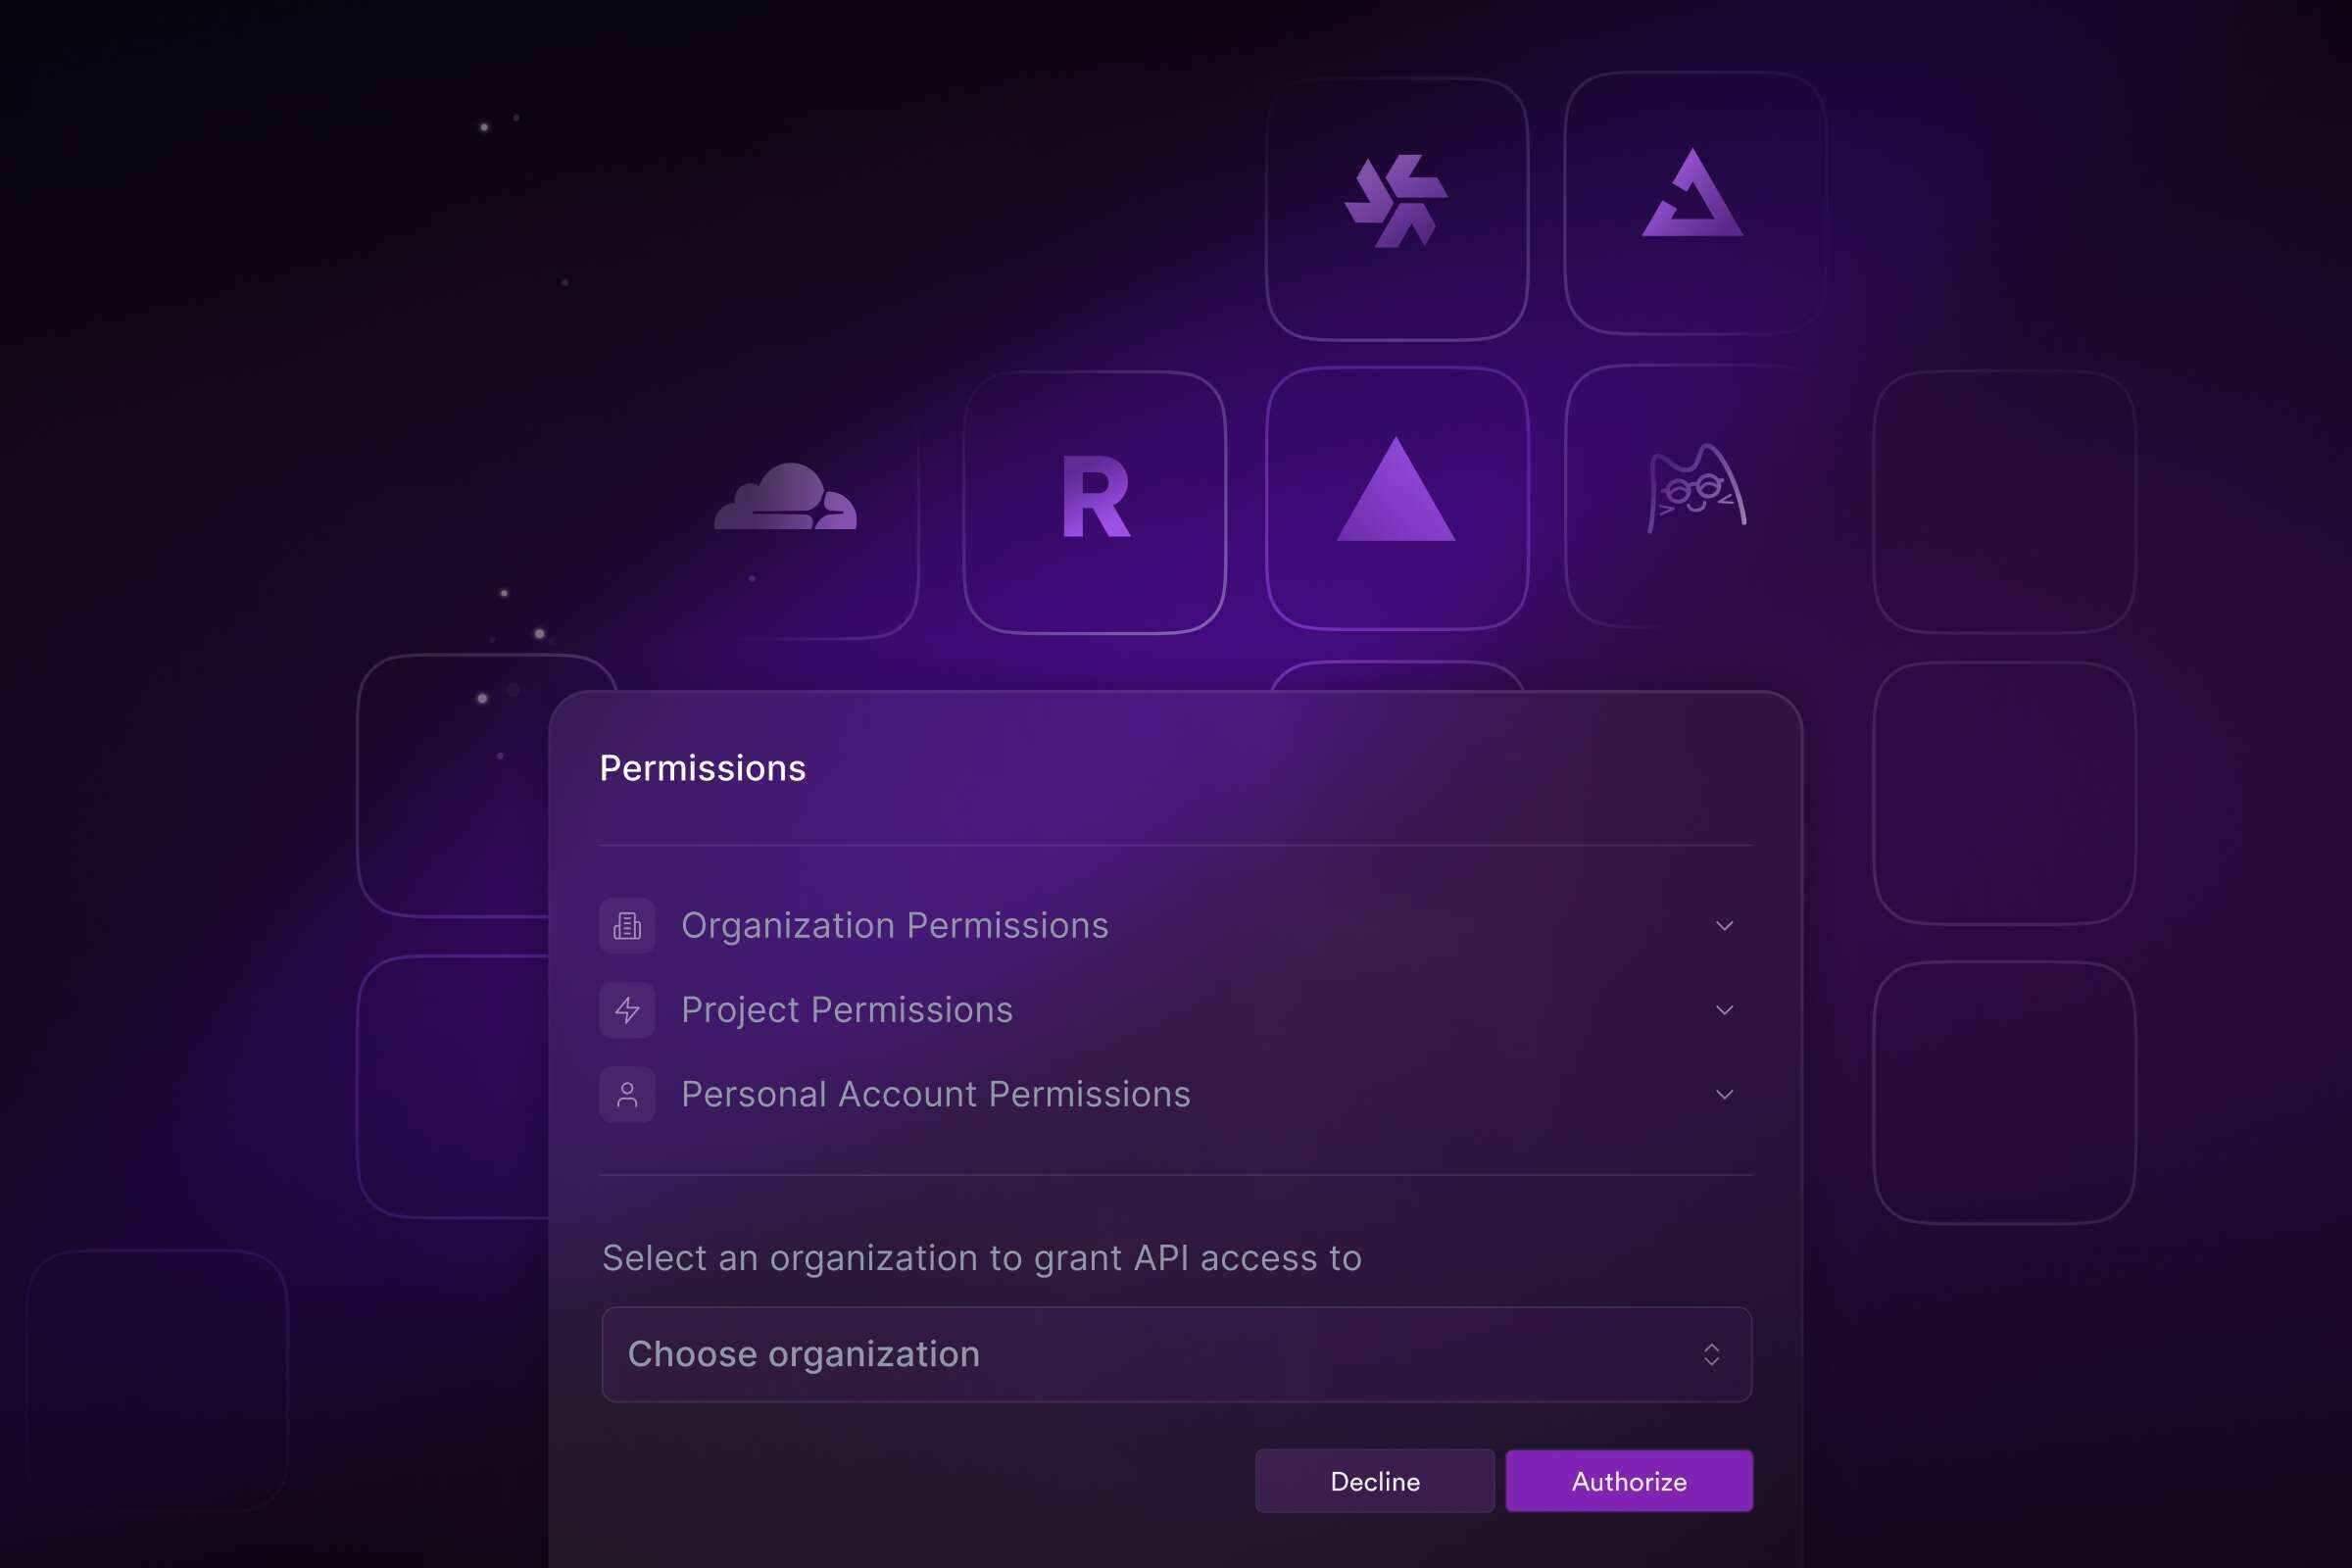 R
Permissions
Organization Permissions
Project Permissions
Personal Account Permissions
Select an organization to grant API access to
Choose organization
Decline
Authorize